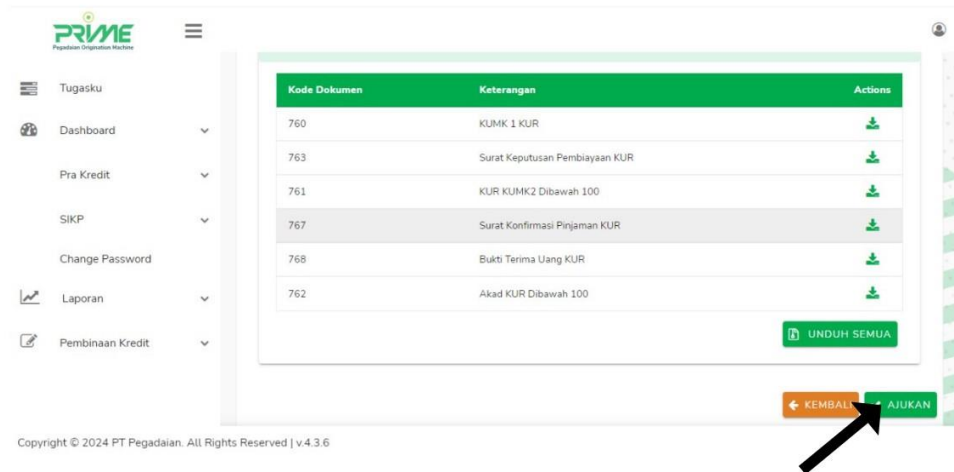 PRIME
Pegadaian Origination Machine
Tugasku
Dashboard
Pra Kredit
SIKP
Change Password
Laporan
Pembinaan Kredit
Kode Dokumen Keterangan Actions
760 KUMK 1 KUR
763 Surat Keputusan Pembiayaan KUR
761 KUR KUMK2 Dibawah 100
767 Surat Konfirmasi Pinjaman KUR
768 Bukti Terima Uang KUR
762 Akad KUR Dibawah 100
UNDUH SEMUA
KEMBALI AJUKAN
Copyright © 2024 PT Pegadaian. All Rights Reserved | v.4.3.6